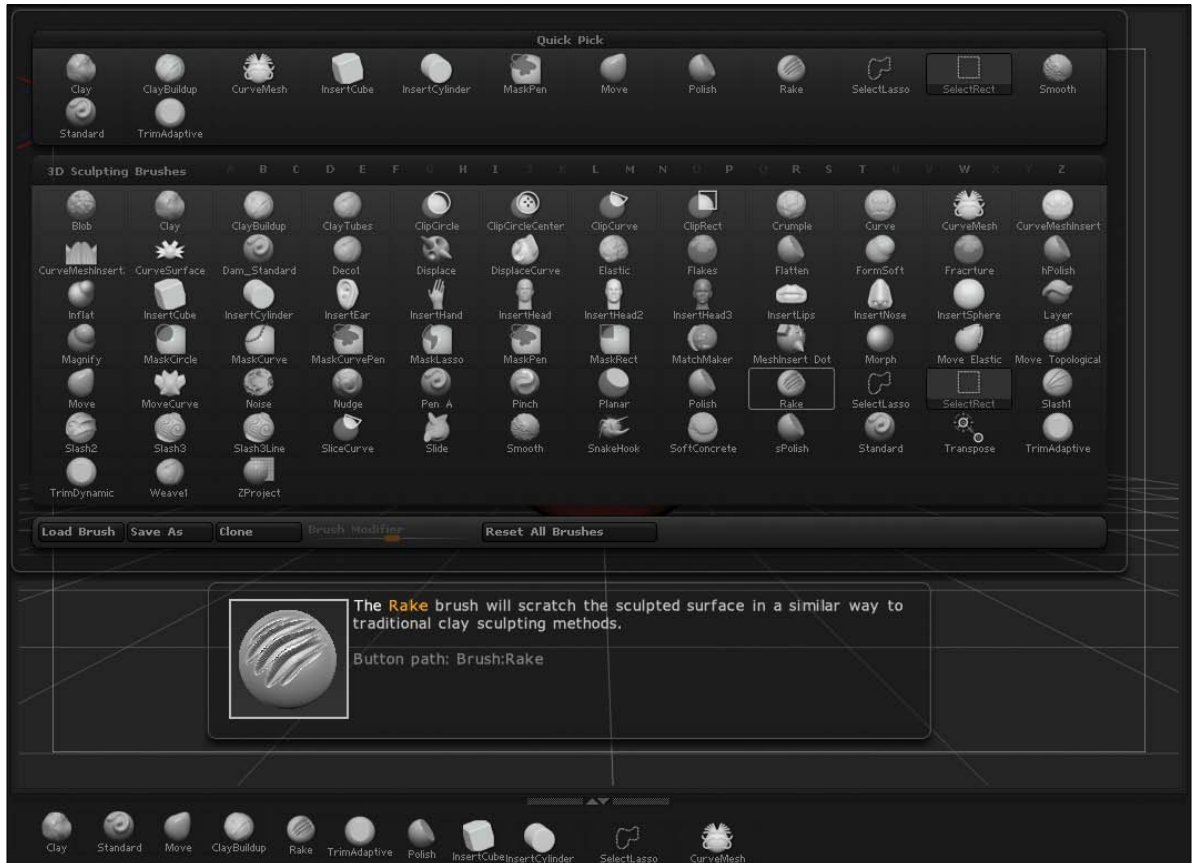 Quick Pick
Clay ClayBuildup CurveMesh InsertCube InsertCylinder MaskPen Move Polish Rake SelectLasso SelectRect Smooth
Standard TrimAdaptive
3D Sculpting Brushes A B C D E F G H I J K L M N O P Q R S T U V W X Y Z
Blob Clay ClayBuildup ClayTubes ClipCircle ClipCircleCenter ClipCurve ClipRect Crumple Curve CurveMesh CurveMeshInsert
CurveMeshInsert. CurveSurface Dam_Standard Deco1 Displace DisplaceCurve Elastic Flakes Flatten FormSoft Fracrture hPolish
Inflat InsertCube InsertCylinder InsertEar InsertHand InsertHead InsertHead2 InsertHead3 InsertLips InsertNose InsertSphere Layer
Magnify MaskCircle MaskCurve MaskCurvePen MaskLasso MaskPen MaskRect MatchMaker MeshInsert Dot Morph Move Elastic Move Topological
Move MoveCurve Noise Nudge Pen A Pinch Planar Polish Rake SelectLasso SelectRect Slash1
Slash2 Slash3 Slash3Line SliceCurve Slide Smooth SnakeHook SoftConcrete sPolish Standard Transpose TrimAdaptive
TrimDynamic Weave1 ZProject
Load Brush Save As Clone Brush Modifier Reset All Brushes
The Rake brush will scratch the sculpted surface in a similar way to
traditional clay sculpting methods.
Button path: Brush:Rake
Clay Standard Move ClayBuildup Rake TrimAdaptive Polish InsertCube InsertCylinder SelectLasso CurveMesh